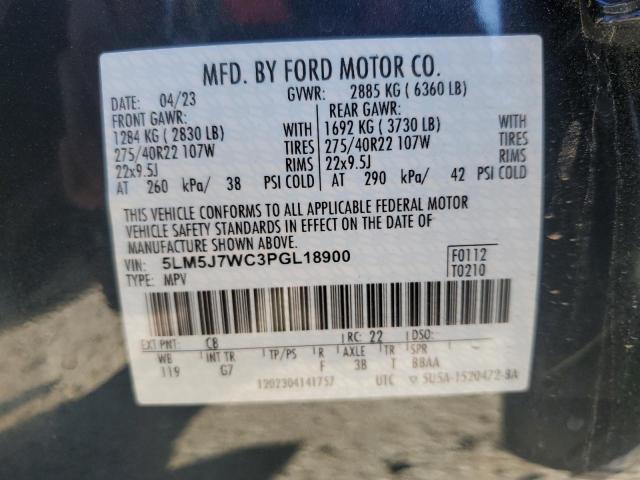 MFD. BY FORD MOTOR CO.
DATE: 04/23 GVWR: 2885 KG ( 6360 LB)
FRONT GAWR: REAR GAWR:
1284 KG ( 2830 LB) WITH 1692 KG ( 3730 LB) WITH
275/40R22 107W TIRES 275/40R22 107W TIRES
22x9.5J RIMS 22x9.5J RIMS
AT 260 kPa/ 38 PSI COLD AT 290 kPa/ 42 PSI COLD
THIS VEHICLE CONFORMS TO ALL APPLICABLE FEDERAL MOTOR
VEHICLE SAFETY STANDARDS IN EFFECT ON THE DATE OF
MANUFACTURE SHOWN ABOVE.
VIN: 5LM5J7WC3PGL18900 F0112
TYPE: MPV T0210
EXT PNT: C8 RC: 22 DSO:
WB INT TR TP/PS R AXLE TR SPR
119 G7 F 3B T BBAA
1202304141757 UTC ▽ 5U5A-1520472-BA